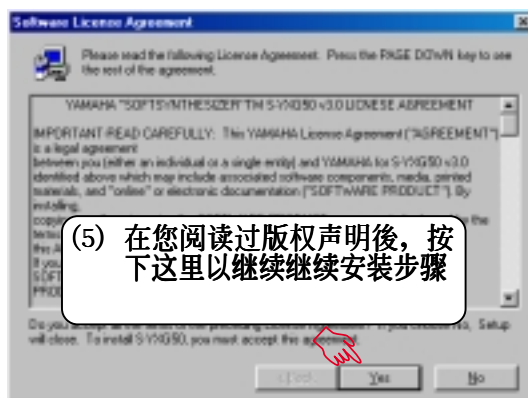 Software License Agreement
Please read the following License Agreement. Press the PAGE DOWN key to see
the rest of the agreement.
YAMAHA "SOFTSYNTHESIZER" TM S-YXG50 v3.0 LICNESE AGREEMENT
IMPORTANT-READ CAREFULLY: This YAMAHA License Agreement ("AGREEMENT")
is a legal agreement
between you (either an individual or a single entity) and YAMAHA for S-YXG50 v3.0
identified above which may include associated software components, media, printed
materials, and "online" or electronic documentation ("SOFTWARE PRODUCT"). By
installing,
the
(5) 在您阅读过版权声明後，按
下这里以继续继续安装步骤
Do you accept all the terms of the preceding License Agreement? If you choose No, Setup
will close. To install S-YXG50, you must accept this agreement.
< Back
Yes
No